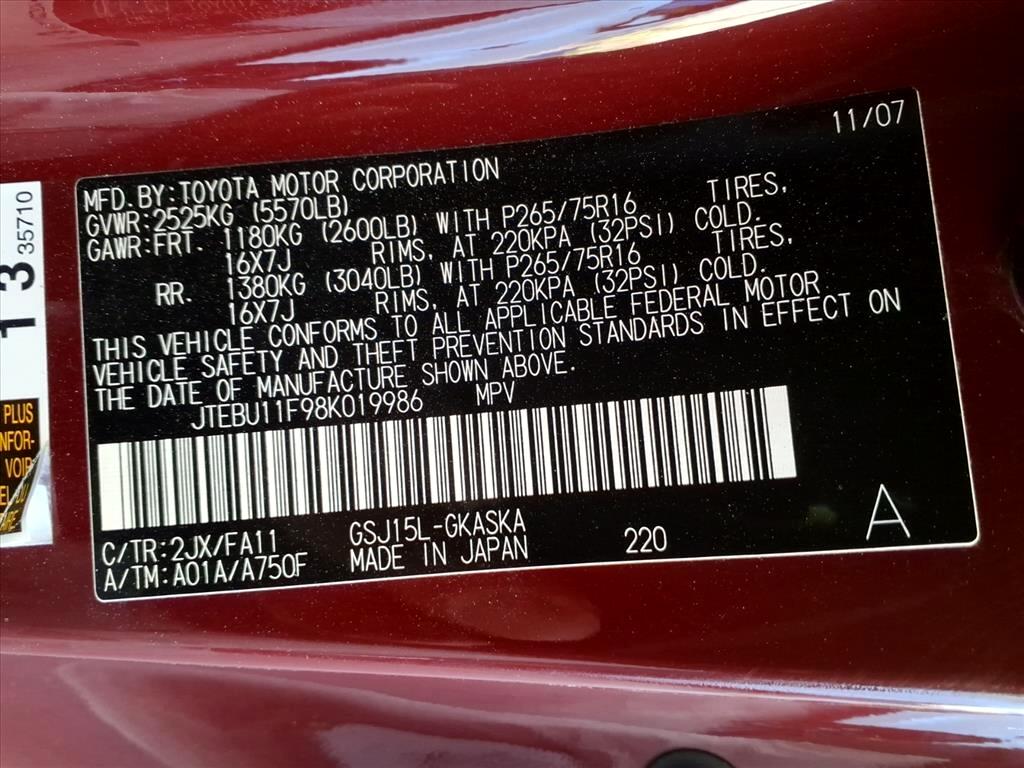 11/07
MFD. BY: TOYOTA MOTOR CORPORATION
GVWR: 2525KG (5570LB)
GAWR: FRT. 1180KG (2600LB) WITH P265/75R16 TIRES,
16X7J RIMS, AT 220KPA (32PSI) COLD.
RR. 1380KG (3040LB) WITH P265/75R16 TIRES,
16X7J RIMS, AT 220KPA (32PSI) COLD.
THIS VEHICLE CONFORMS TO ALL APPLICABLE FEDERAL MOTOR
VEHICLE SAFETY AND THEFT PREVENTION STANDARDS IN EFFECT ON
THE DATE OF MANUFACTURE SHOWN ABOVE.
JTEBU11F98K019986 MPV
C/TR: 2JX/FA11 GSJ15L-GKASKA
A/TM: A01A/A750F MADE IN JAPAN 220 A
13
35710
PLUS
NFOR-
VOIR